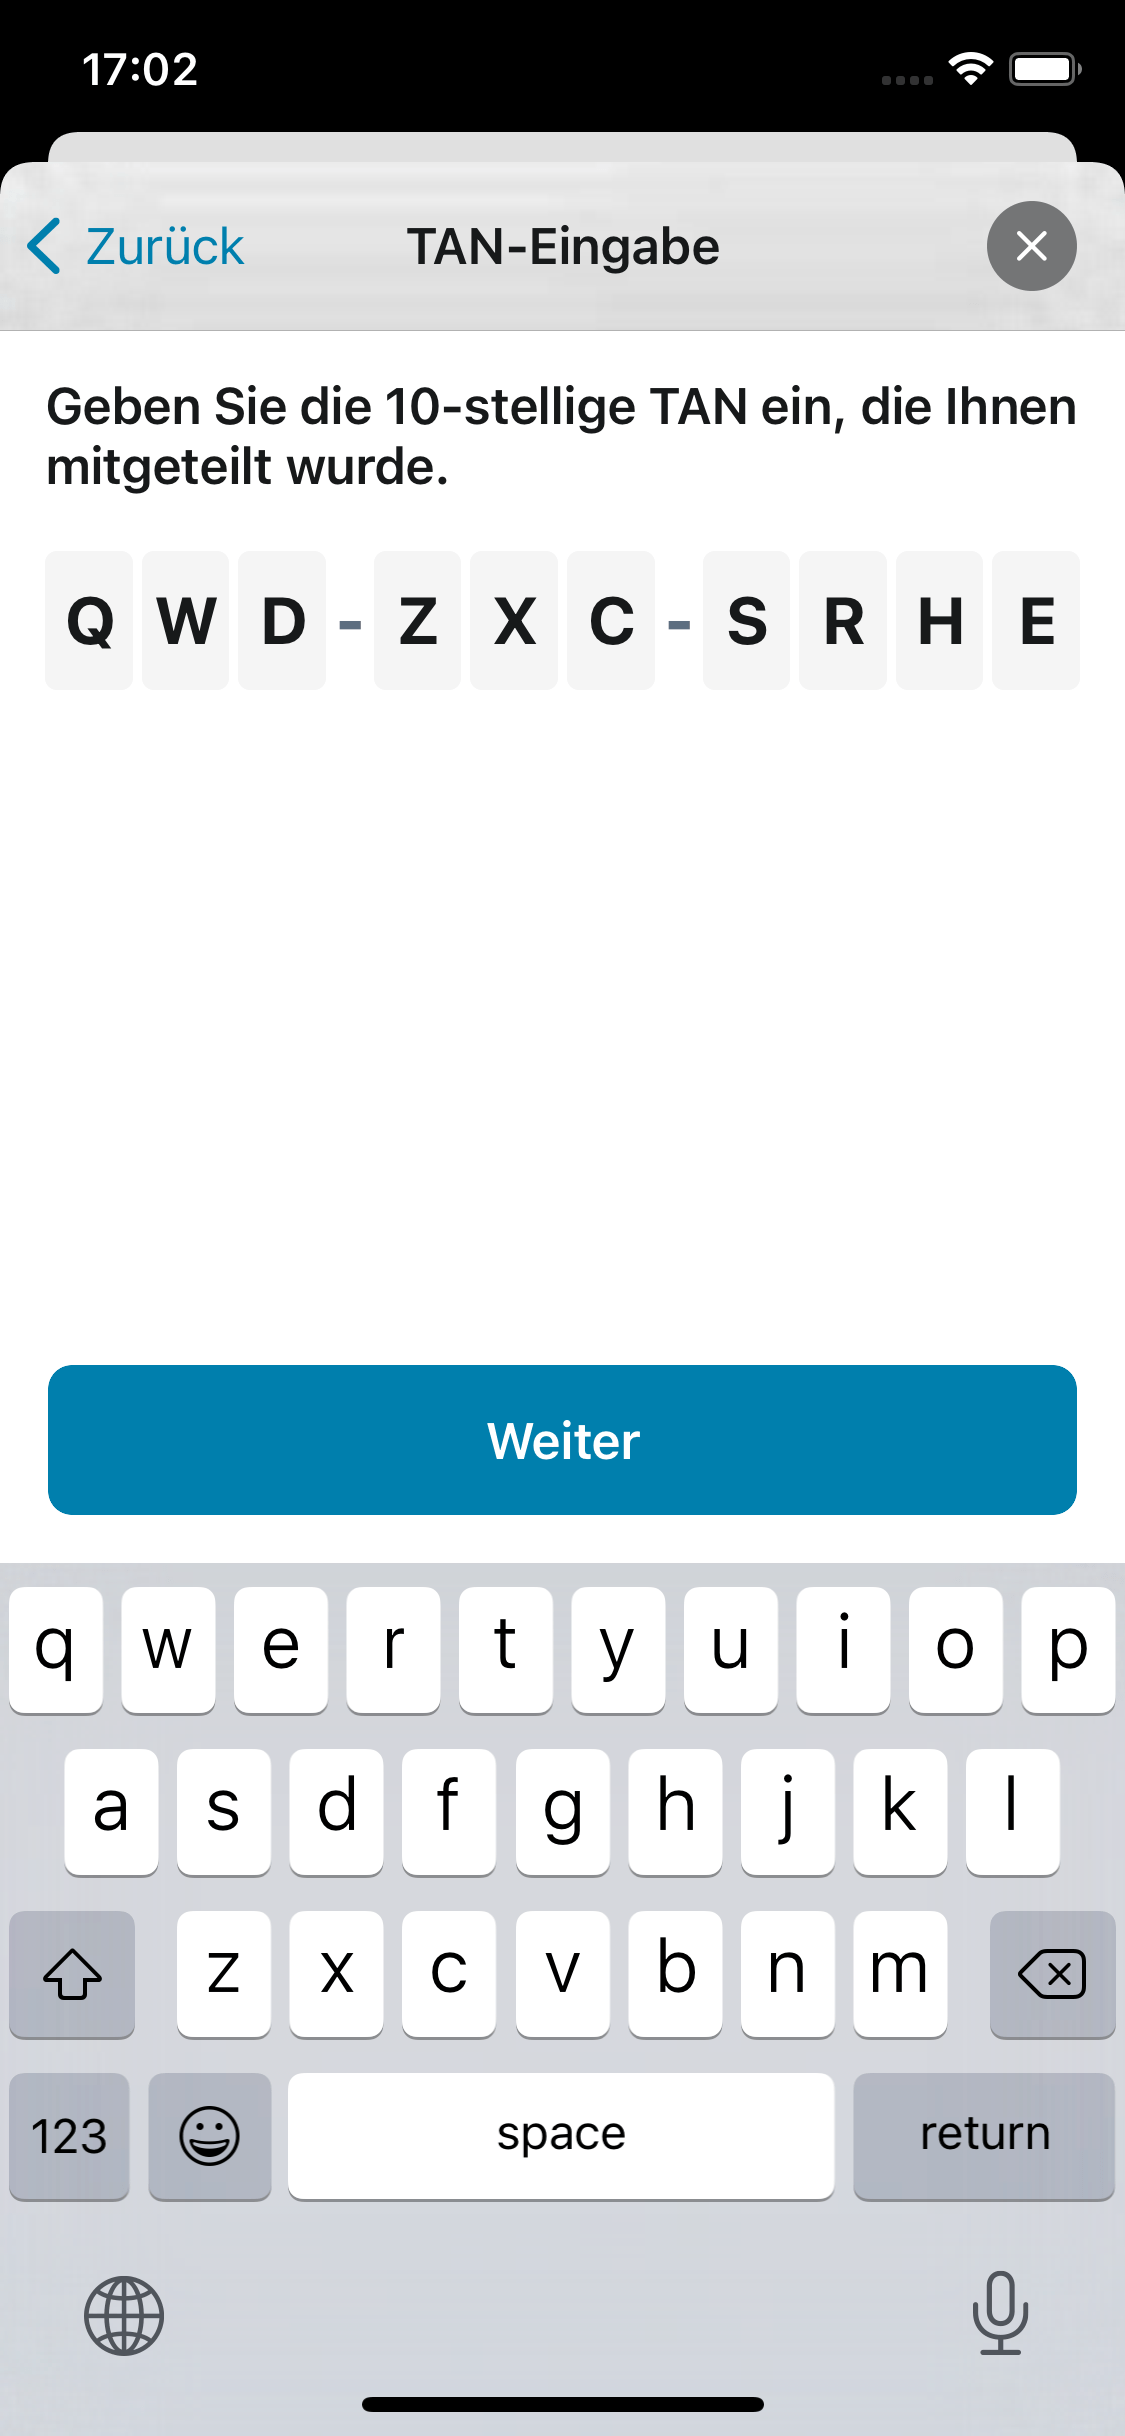 17:02
Zurück
TAN-Eingabe
Geben Sie die 10-stellige TAN ein, die Ihnen
mitgeteilt wurde.
Q W D - Z X C - S R H E
Weiter
q w e r t y u i o p
a s d f g h j k l
z x c v b n m
123 space return